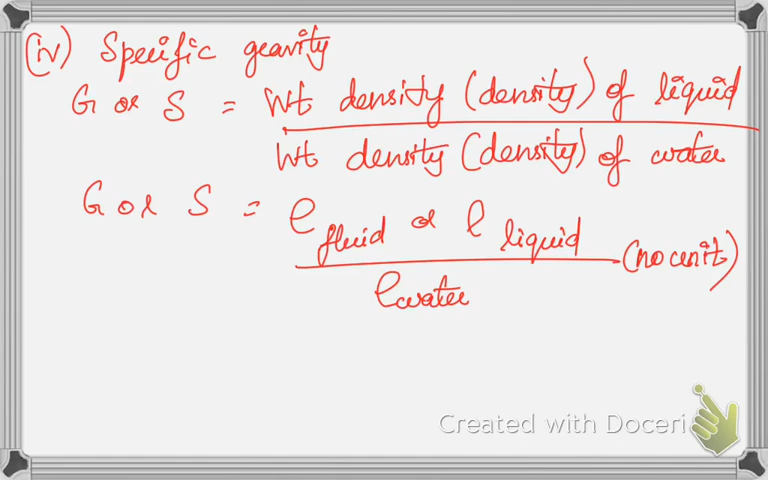 (iv) Specific gravity
G or S = Wt density (density) of liquid
Wt density (density) of water
G or S = ρ fluid or ρ liquid
(no unit)
ρ water
Created with Doceri